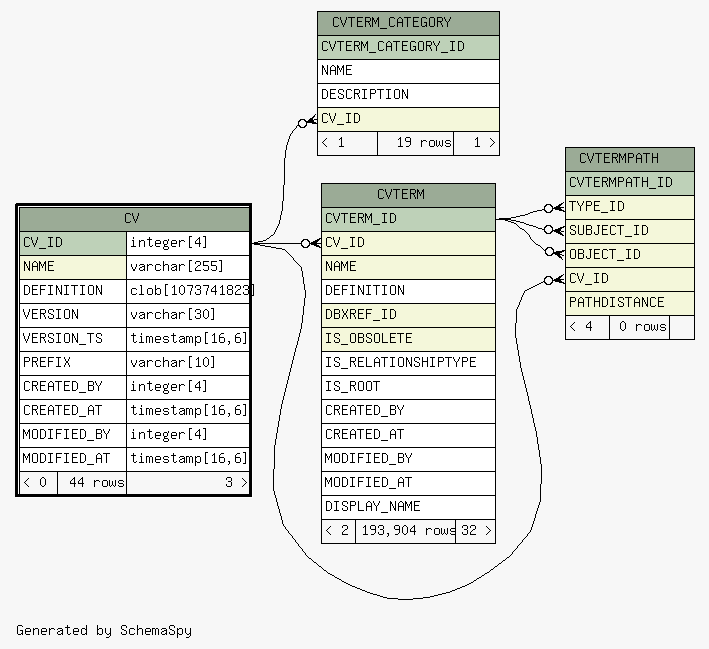 CVTERM_CATEGORY
CVTERM_CATEGORY_ID
NAME
DESCRIPTION
CV_ID
< 1 19 rows 1 >
CVTERMPATH
CVTERMPATH_ID
TYPE_ID
SUBJECT_ID
OBJECT_ID
CV_ID
PATHDISTANCE
< 4 0 rows
CVTERM
CVTERM_ID
CV_ID
NAME
DEFINITION
DBXREF_ID
IS_OBSOLETE
IS_RELATIONSHIPTYPE
IS_ROOT
CREATED_BY
CREATED_AT
MODIFIED_BY
MODIFIED_AT
DISPLAY_NAME
< 2 193,904 rows 32 >
CV
CV_ID integer[4]
NAME varchar[255]
DEFINITION clob[1073741823]
VERSION varchar[30]
VERSION_TS timestamp[16,6]
PREFIX varchar[10]
CREATED_BY integer[4]
CREATED_AT timestamp[16,6]
MODIFIED_BY integer[4]
MODIFIED_AT timestamp[16,6]
< 0 44 rows 3 >
Generated by SchemaSpy